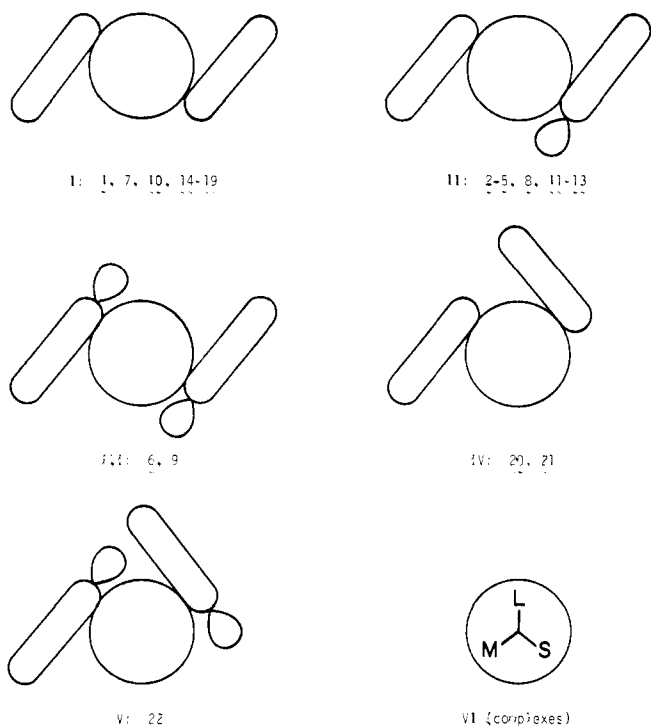 I: 1, 7, 10, 14-19
II: 2-5, 8, 11-13
III: 6, 9
IV: 20, 21
L
M S
V: 22
VI (complexes)